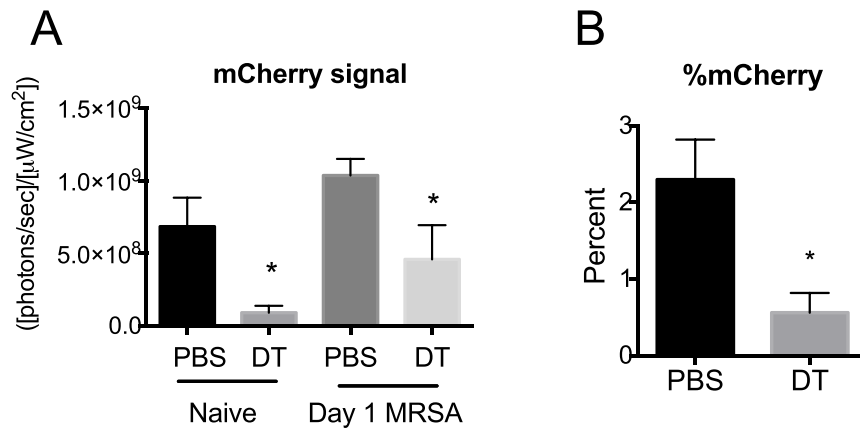 A
mCherry signal
([photons/sec]/[μW/cm²])
1.5×10⁹
1.0×10⁹
5.0×10⁸
0.0
*
*
PBS DT PBS DT
Naive Day 1 MRSA
B
%mCherry
Percent
3
2
1
0
*
PBS DT